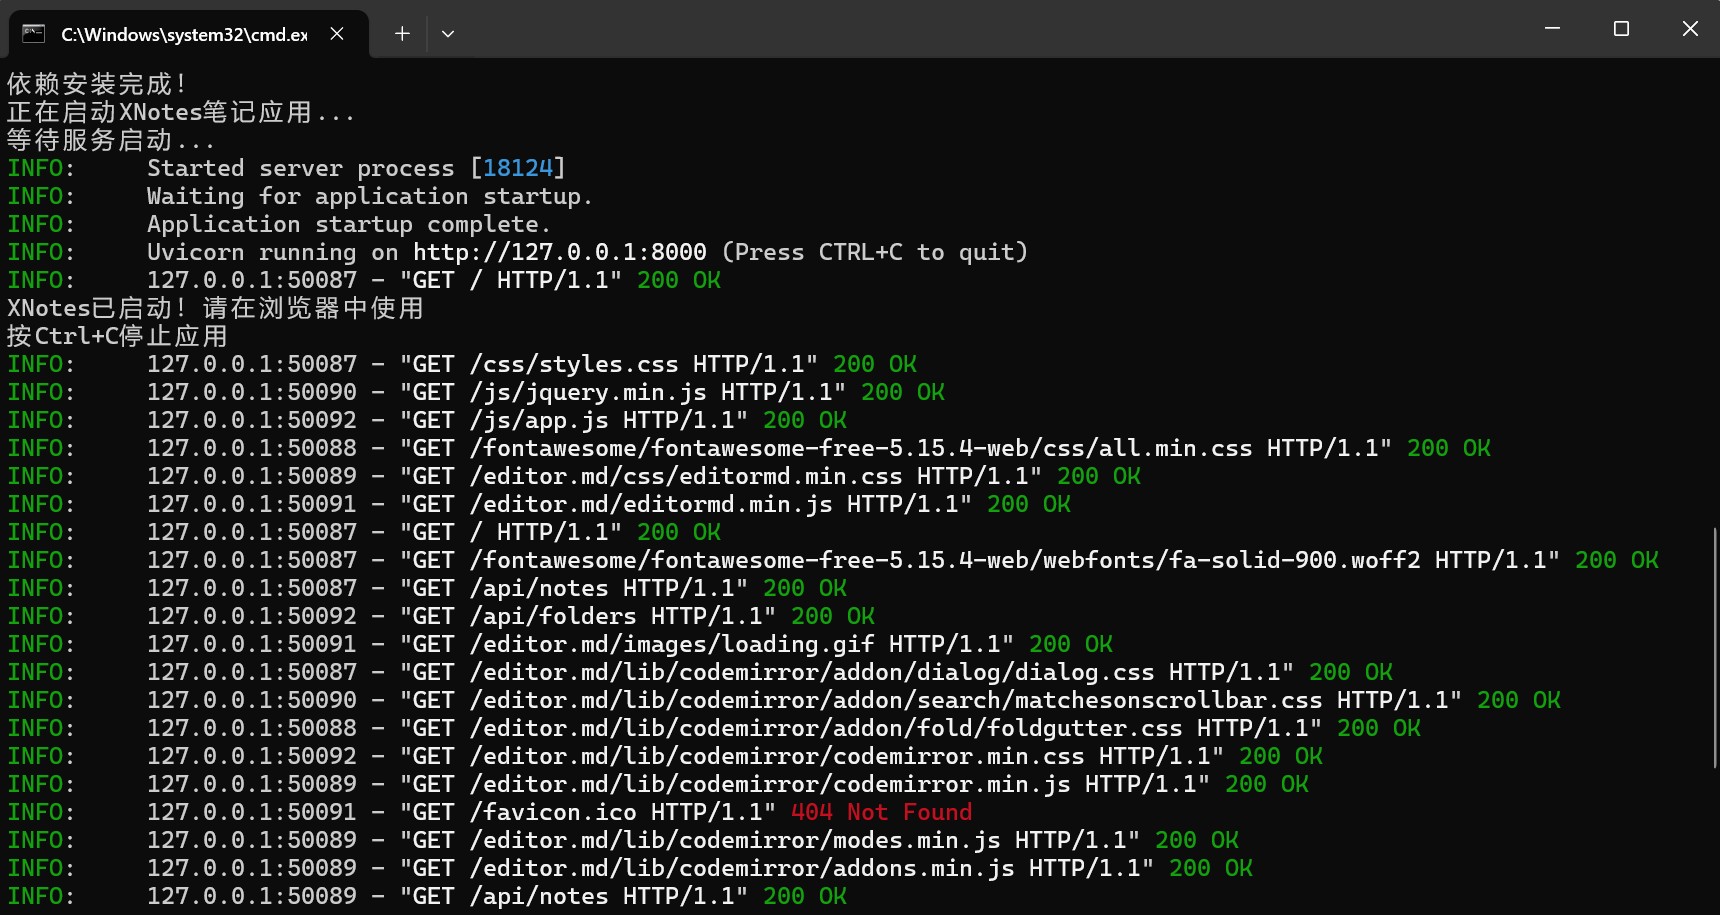 C:\Windows\system32\cmd.ex
依赖安装完成！
正在启动XNotes笔记应用...
等待服务启动...
INFO:     Started server process [18124]
INFO:     Waiting for application startup.
INFO:     Application startup complete.
INFO:     Uvicorn running on http://127.0.0.1:8000 (Press CTRL+C to quit)
INFO:     127.0.0.1:50087 - "GET / HTTP/1.1" 200 OK
XNotes已启动！请在浏览器中使用
按Ctrl+C停止应用
INFO:     127.0.0.1:50087 - "GET /css/styles.css HTTP/1.1" 200 OK
INFO:     127.0.0.1:50090 - "GET /js/jquery.min.js HTTP/1.1" 200 OK
INFO:     127.0.0.1:50092 - "GET /js/app.js HTTP/1.1" 200 OK
INFO:     127.0.0.1:50088 - "GET /fontawesome/fontawesome-free-5.15.4-web/css/all.min.css HTTP/1.1" 200 OK
INFO:     127.0.0.1:50089 - "GET /editor.md/css/editormd.min.css HTTP/1.1" 200 OK
INFO:     127.0.0.1:50091 - "GET /editor.md/editormd.min.js HTTP/1.1" 200 OK
INFO:     127.0.0.1:50087 - "GET / HTTP/1.1" 200 OK
INFO:     127.0.0.1:50087 - "GET /fontawesome/fontawesome-free-5.15.4-web/webfonts/fa-solid-900.woff2 HTTP/1.1" 200 OK
INFO:     127.0.0.1:50087 - "GET /api/notes HTTP/1.1" 200 OK
INFO:     127.0.0.1:50092 - "GET /api/folders HTTP/1.1" 200 OK
INFO:     127.0.0.1:50091 - "GET /editor.md/images/loading.gif HTTP/1.1" 200 OK
INFO:     127.0.0.1:50087 - "GET /editor.md/lib/codemirror/addon/dialog/dialog.css HTTP/1.1" 200 OK
INFO:     127.0.0.1:50090 - "GET /editor.md/lib/codemirror/addon/search/matchesonscrollbar.css HTTP/1.1" 200 OK
INFO:     127.0.0.1:50088 - "GET /editor.md/lib/codemirror/addon/fold/foldgutter.css HTTP/1.1" 200 OK
INFO:     127.0.0.1:50092 - "GET /editor.md/lib/codemirror/codemirror.min.css HTTP/1.1" 200 OK
INFO:     127.0.0.1:50089 - "GET /editor.md/lib/codemirror/codemirror.min.js HTTP/1.1" 200 OK
INFO:     127.0.0.1:50091 - "GET /favicon.ico HTTP/1.1" 404 Not Found
INFO:     127.0.0.1:50089 - "GET /editor.md/lib/codemirror/modes.min.js HTTP/1.1" 200 OK
INFO:     127.0.0.1:50089 - "GET /editor.md/lib/codemirror/addons.min.js HTTP/1.1" 200 OK
INFO:     127.0.0.1:50089 - "GET /api/notes HTTP/1.1" 200 OK